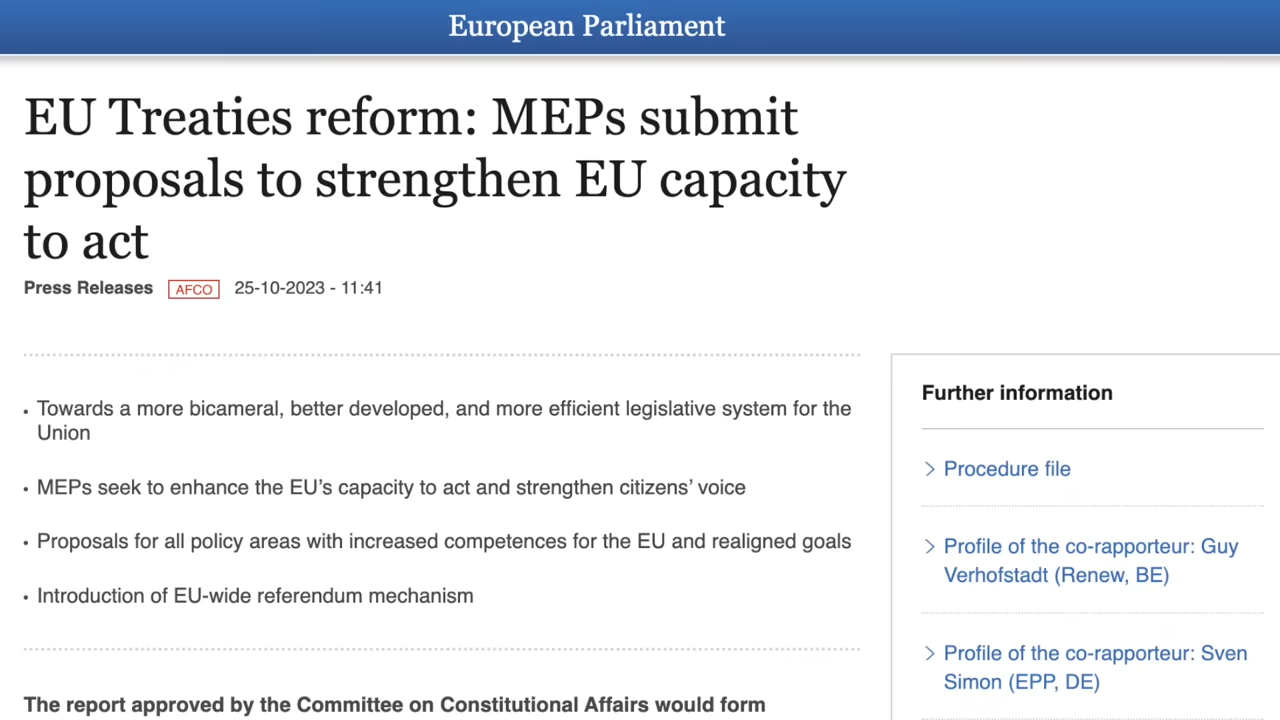 European Parliament
EU Treaties reform: MEPs submit
proposals to strengthen EU capacity
to act
Press Releases AFCO 25-10-2023 - 11:41
• Towards a more bicameral, better developed, and more efficient legislative system for the
Union
• MEPs seek to enhance the EU’s capacity to act and strengthen citizens’ voice
• Proposals for all policy areas with increased competences for the EU and realigned goals
• Introduction of EU-wide referendum mechanism
The report approved by the Committee on Constitutional Affairs would form
Further information
Procedure file
Profile of the co-rapporteur: Guy
Verhofstadt (Renew, BE)
Profile of the co-rapporteur: Sven
Simon (EPP, DE)